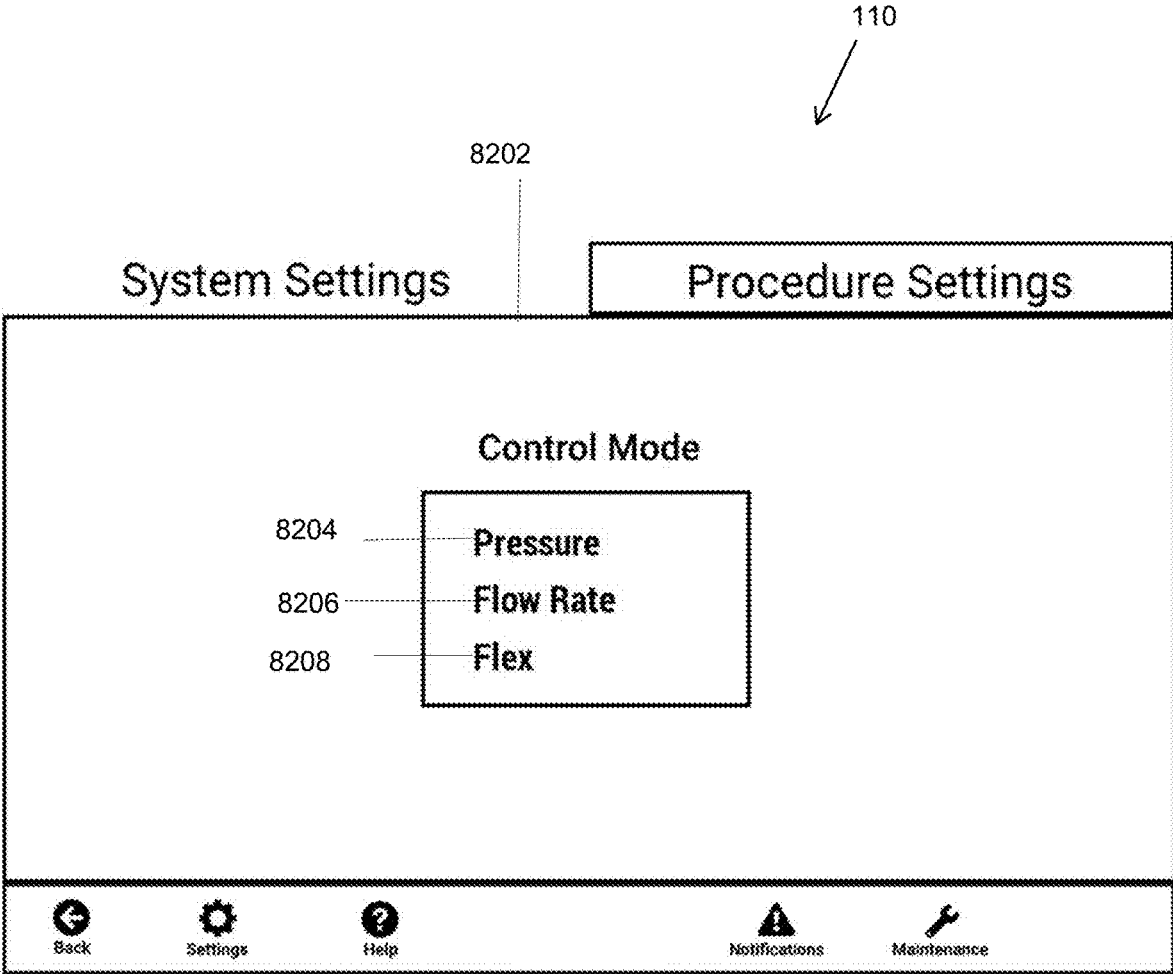 110
8202
System Settings
Procedure Settings
Control Mode
8204
Pressure
8206
Flow Rate
8208
Flex
Back
Settings
Help
Notifications
Maintenance